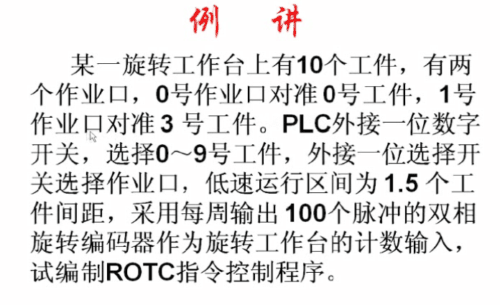 例 讲
某一旋转工作台上有10个工件，有两
个作业口，0号作业口对准0号工件，1号
作业口对准 3 号工件。PLC外接一位数字
开关，选择0～9号工件，外接一位选择开
关选择作业口，低速运行区间为 1.5 个工
件间距，采用每周输出 100个脉冲的双相
旋转编码器作为旋转工作台的计数输入，
试编制ROTC指令控制程序。